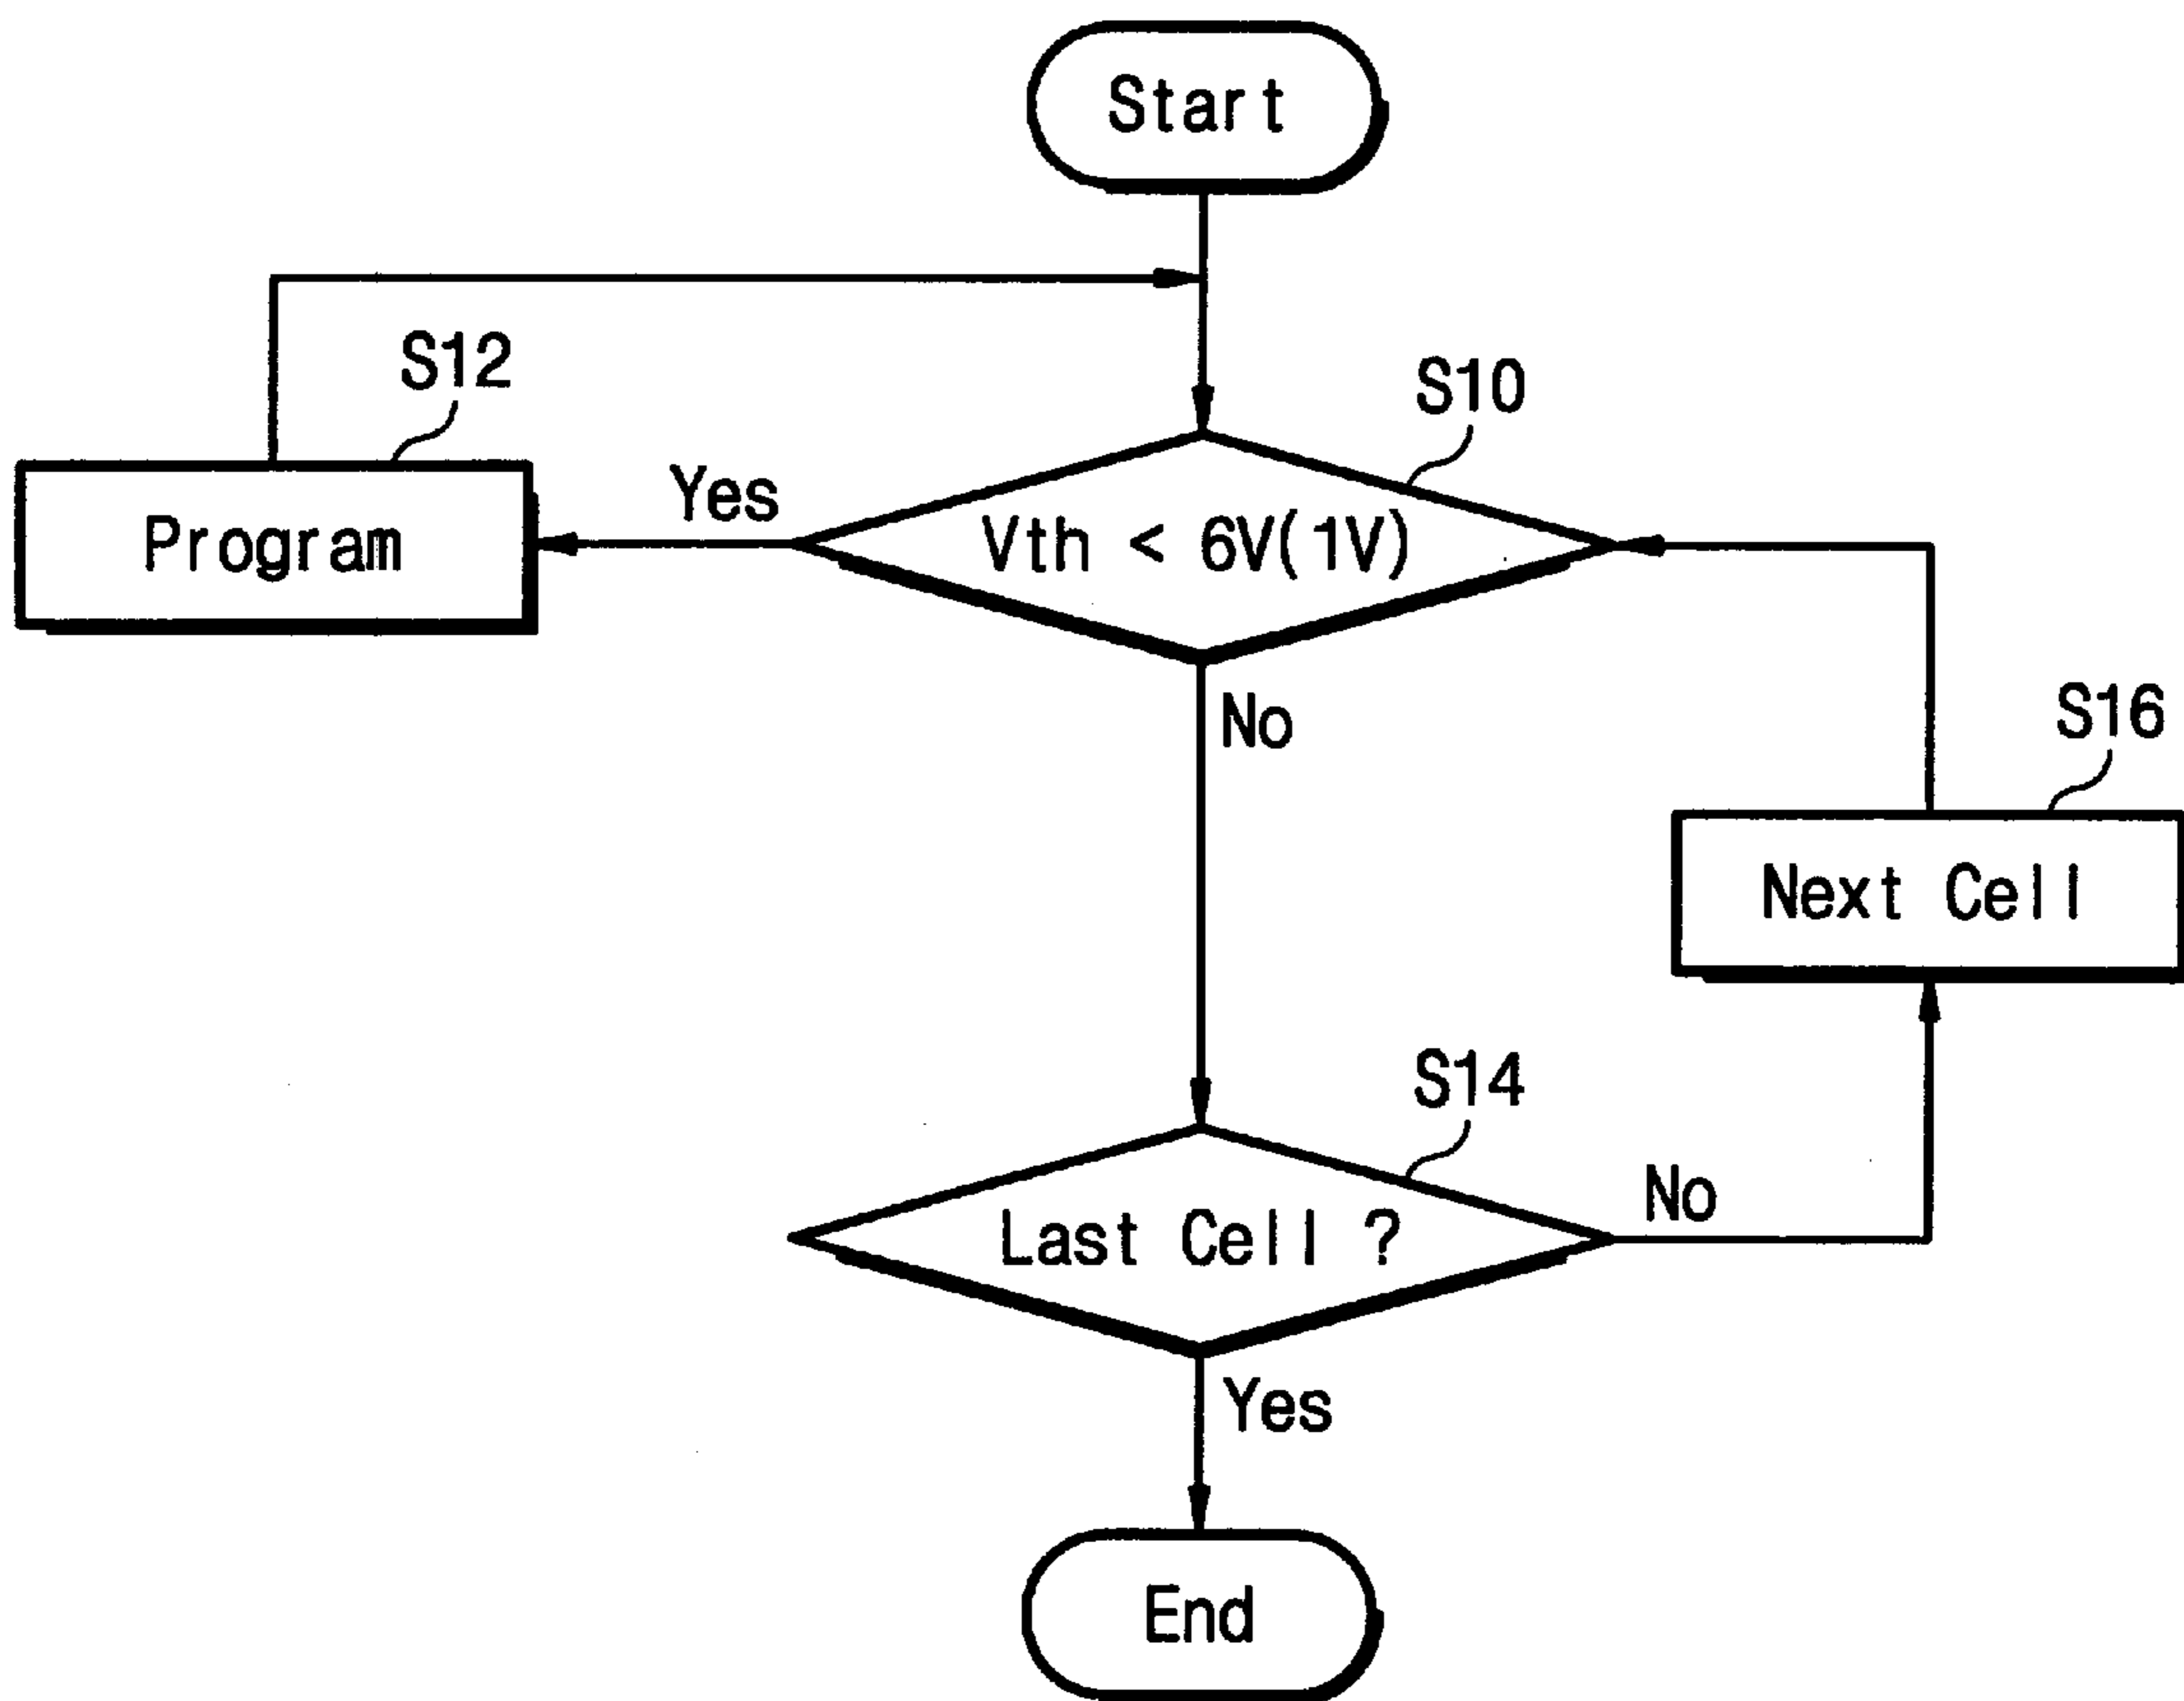 Start
S12
S10
Yes
Program
Vth < 6V(1V)
No
S16
Next Cell
S14
No
Last Cell ?
Yes
End